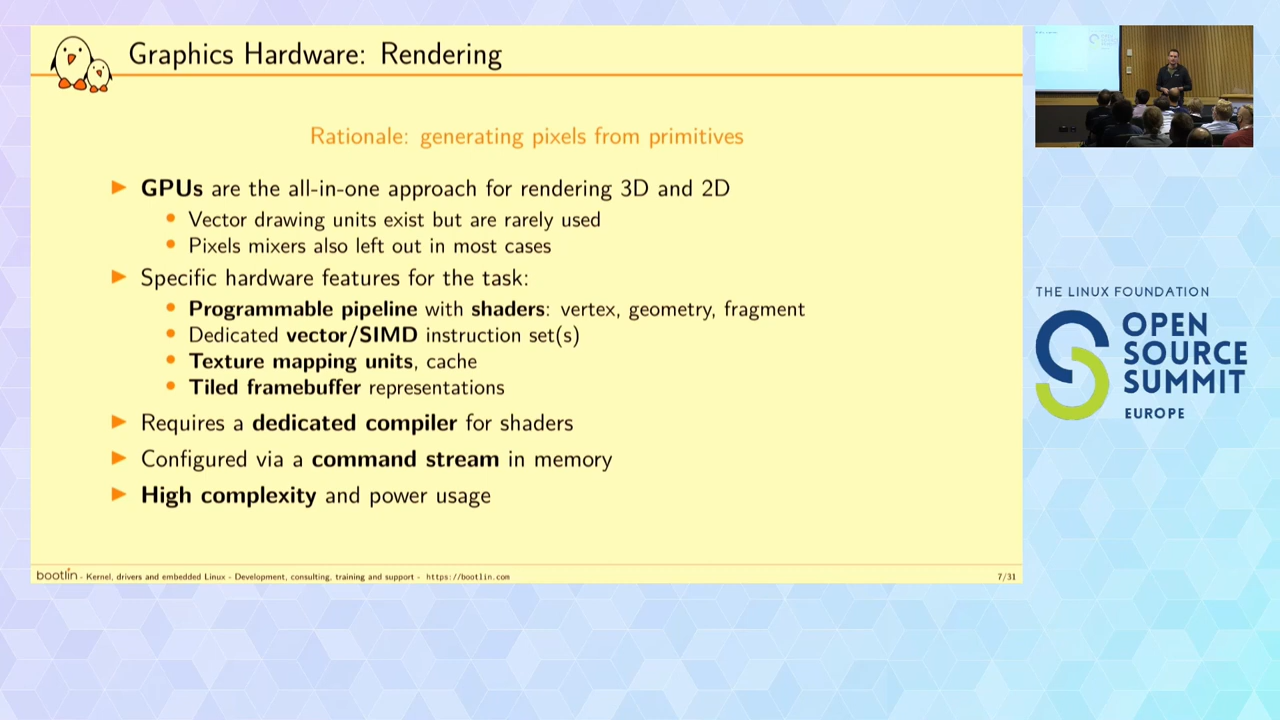 Graphics Hardware: Rendering
Rationale: generating pixels from primitives
GPUs are the all-in-one approach for rendering 3D and 2D
Vector drawing units exist but are rarely used
Pixels mixers also left out in most cases
Specific hardware features for the task:
Programmable pipeline with shaders: vertex, geometry, fragment
Dedicated vector/SIMD instruction set(s)
Texture mapping units, cache
Tiled framebuffer representations
Requires a dedicated compiler for shaders
Configured via a command stream in memory
High complexity and power usage
bootlin - Kernel, drivers and embedded Linux - Development, consulting, training and support - https://bootlin.com
7/31
THE LINUX FOUNDATION
OPEN
SOURCE
SUMMIT
EUROPE